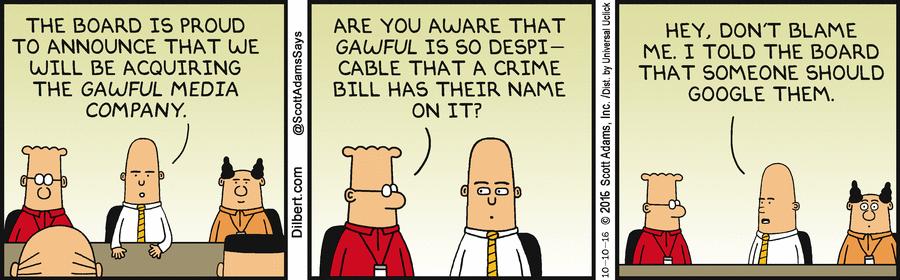 THE BOARD IS PROUD
TO ANNOUNCE THAT WE
WILL BE ACQUIRING
THE GAWFUL MEDIA
COMPANY.
Dilbert.com @ScottAdamsSays
ARE YOU AWARE THAT
GAWFUL IS SO DESPI-
CABLE THAT A CRIME
BILL HAS THEIR NAME
ON IT?
10-10-16 © 2016 Scott Adams, Inc. /Dist. by Universal Uclick
HEY, DON'T BLAME
ME. I TOLD THE BOARD
THAT SOMEONE SHOULD
GOOGLE THEM.